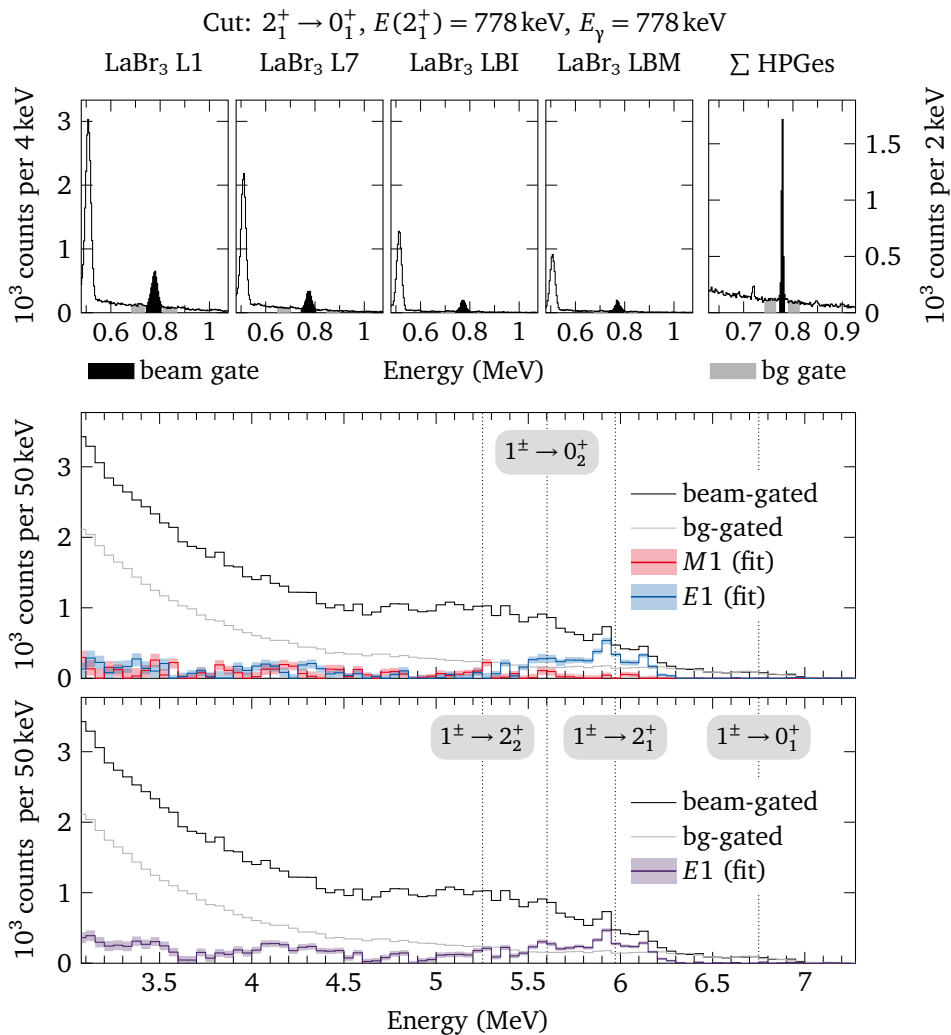 Cut: 2₁⁺ → 0₁⁺, E(2₁⁺) = 778 keV, E_γ = 778 keV
LaBr₃ L1 LaBr₃ L7 LaBr₃ LBI LaBr₃ LBM ∑ HPGes
10³ counts per 4 keV
3
2
1
0
0.6 0.8 1 0.6 0.8 1 0.6 0.8 1 0.6 0.8 1 0.7 0.8 0.9
1.5
1
0.5
0
10³ counts per 2 keV
beam gate Energy (MeV) bg gate
10³ counts per 50 keV
3
2
1
0
1± → 0₂⁺
beam-gated
bg-gated
M1 (fit)
E1 (fit)
10³ counts per 50 keV
3
2
1
0
1± → 2₂⁺ 1± → 2₁⁺ 1± → 0₁⁺
beam-gated
bg-gated
E1 (fit)
3.5 4 4.5 5 5.5 6 6.5 7
Energy (MeV)